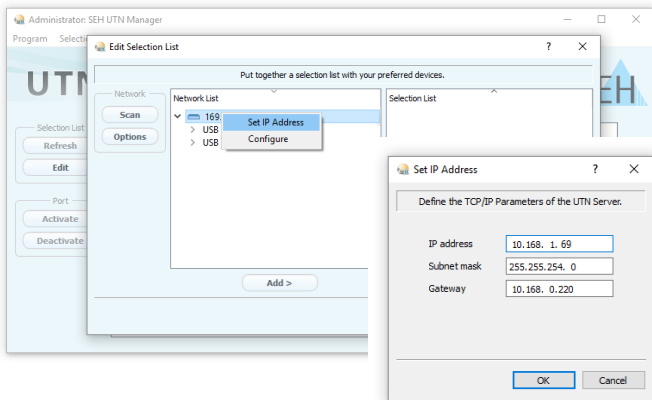 Administrator: SEH UTN Manager
Program Selecti
Edit Selection List
?
Put together a selection list with your preferred devices.
UTN
EH
Network
Scan
Options
Network List
169.
USB
USB
Set IP Address
Configure
Selection List
Selection List
Refresh
Edit
Port
Activate
Deactivate
Add >
Set IP Address
?
Define the TCP/IP Parameters of the UTN Server.
IP address
10.168. 1. 69
Subnet mask
255.255.254. 0
Gateway
10.168. 0.220
OK
Cancel